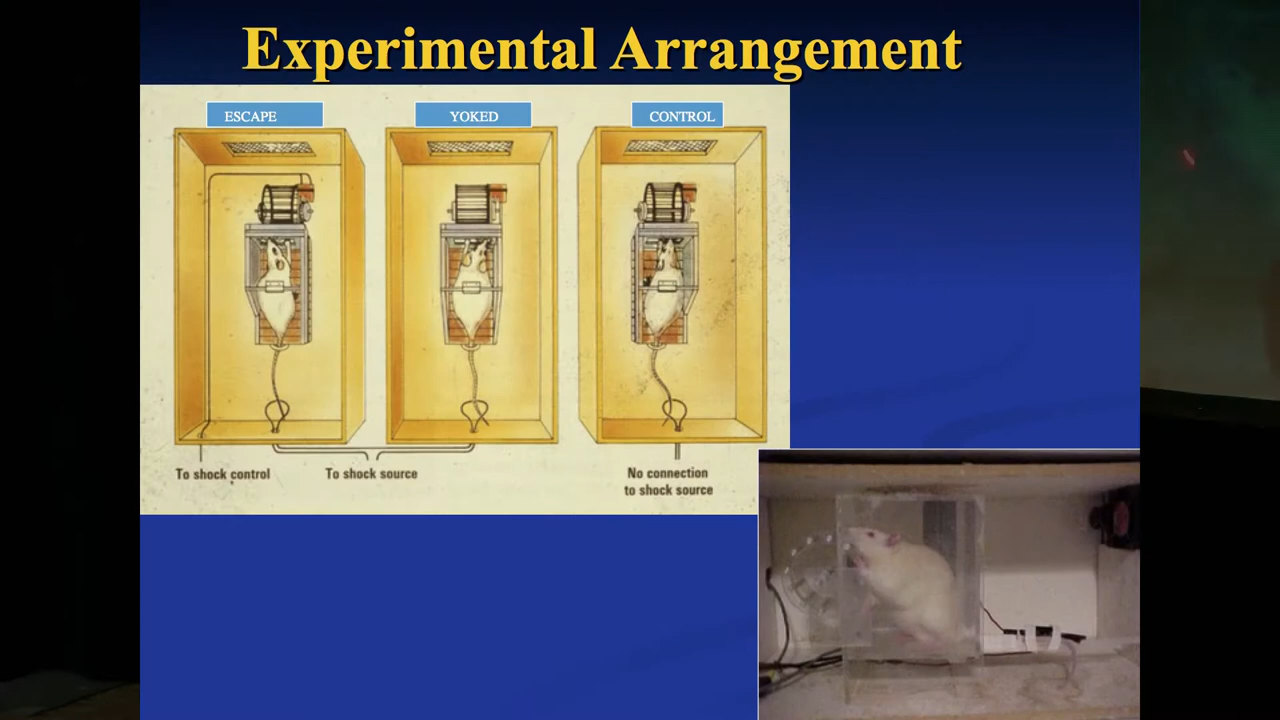 Experimental Arrangement
ESCAPE
YOKED
CONTROL
To shock control
To shock source
No connection
to shock source